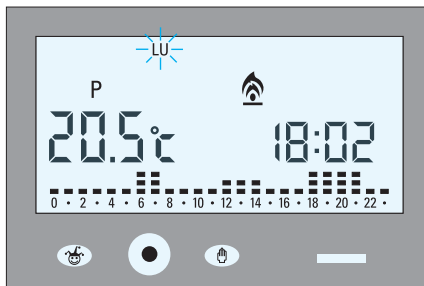 LU
P
20.5°c 18:02
0 • 2 • 4 • 6 • 8 • 10 • 12 • 14 • 16 • 18 • 20 • 22 •